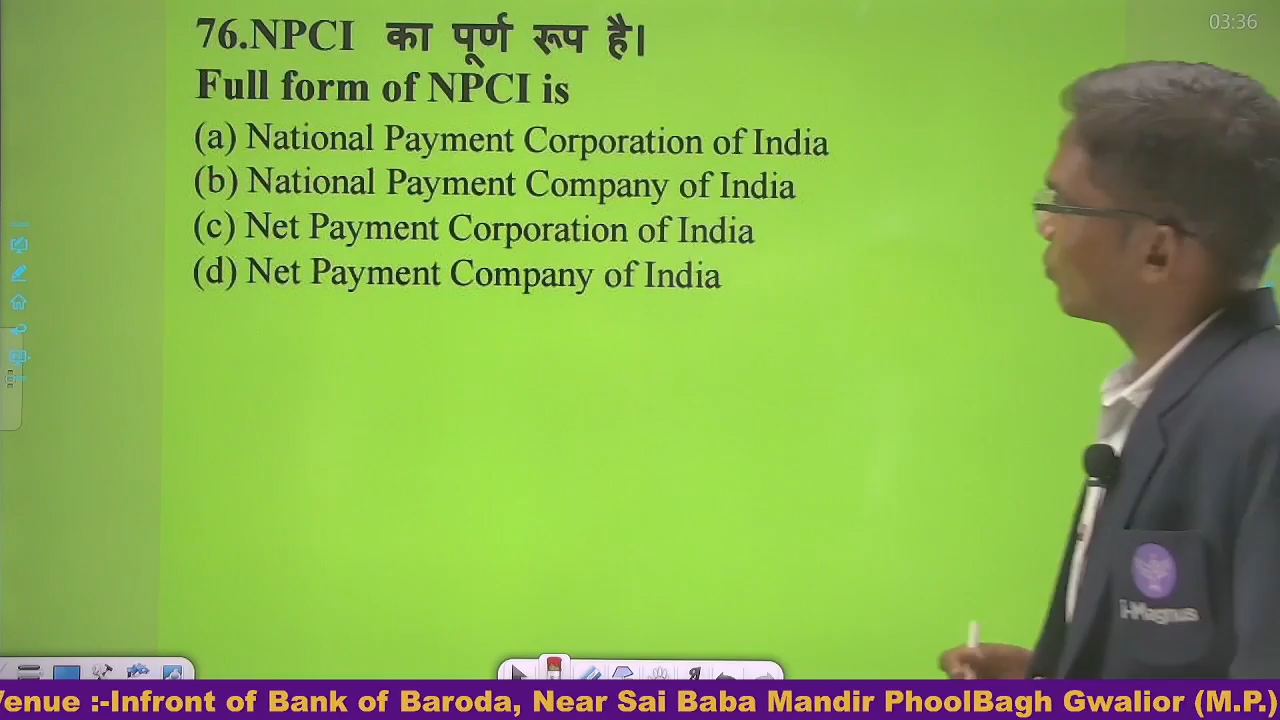 03:36
76.NPCI का पूर्ण रूप है।
Full form of NPCI is
(a) National Payment Corporation of India
(b) National Payment Company of India
(c) Net Payment Corporation of India
(d) Net Payment Company of India
i-Magnus
Venue :-Infront of Bank of Baroda, Near Sai Baba Mandir PhoolBagh Gwalior (M.P.)